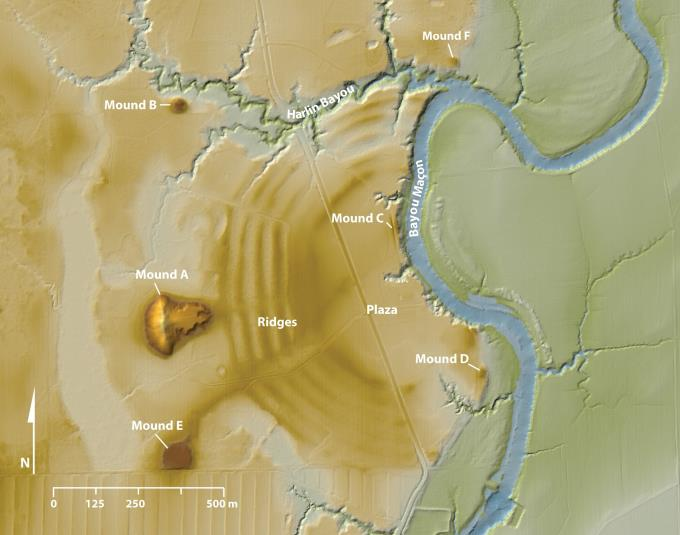 Mound F
Mound B
Harlin Bayou
Bayou Maçon
Mound C
Mound A
Plaza
Ridges
Mound D
Mound E
N
0 125 250 500 m